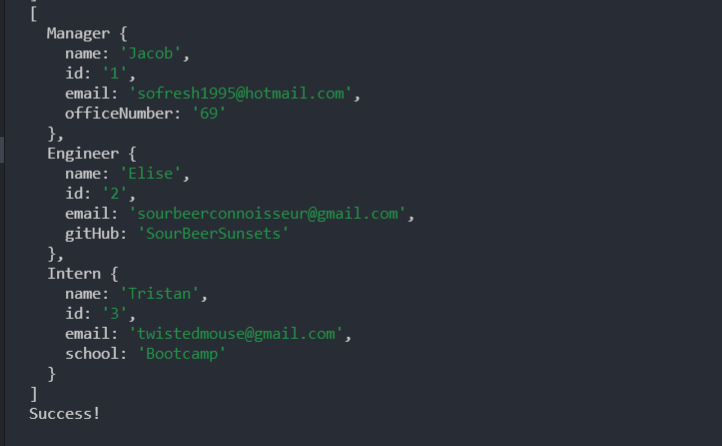 [
  Manager {
    name: 'Jacob',
    id: '1',
    email: 'sofresh1995@hotmail.com',
    officeNumber: '69'
  },
  Engineer {
    name: 'Elise',
    id: '2',
    email: 'sourbeerconnoisseur@gmail.com',
    gitHub: 'SourBeerSunsets'
  },
  Intern {
    name: 'Tristan',
    id: '3',
    email: 'twistedmouse@gmail.com',
    school: 'Bootcamp'
  }
]
Success!